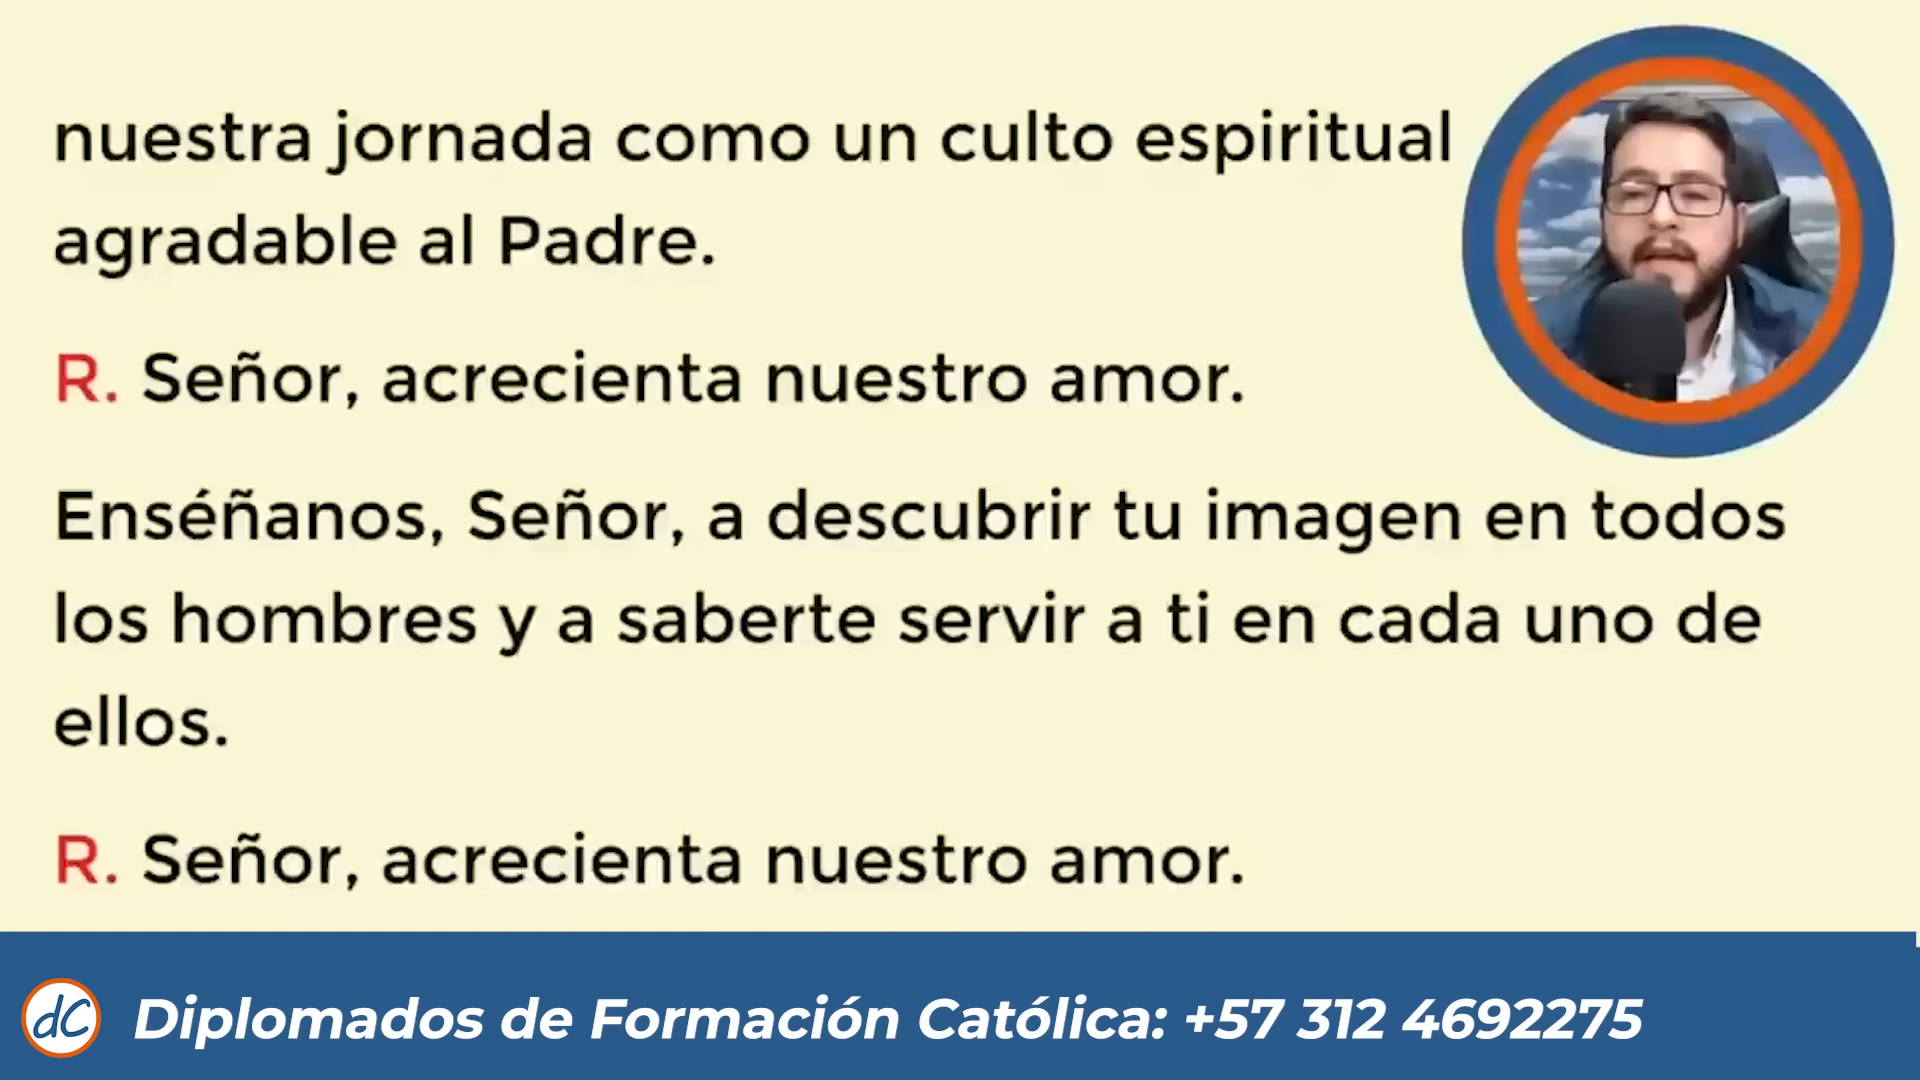 nuestra jornada como un culto espiritual
agradable al Padre.
R. Señor, acrecienta nuestro amor.
Enséñanos, Señor, a descubrir tu imagen en todos
los hombres y a saberte servir a ti en cada uno de
ellos.
R. Señor, acrecienta nuestro amor.
dC Diplomados de Formación Católica: +57 312 4692275